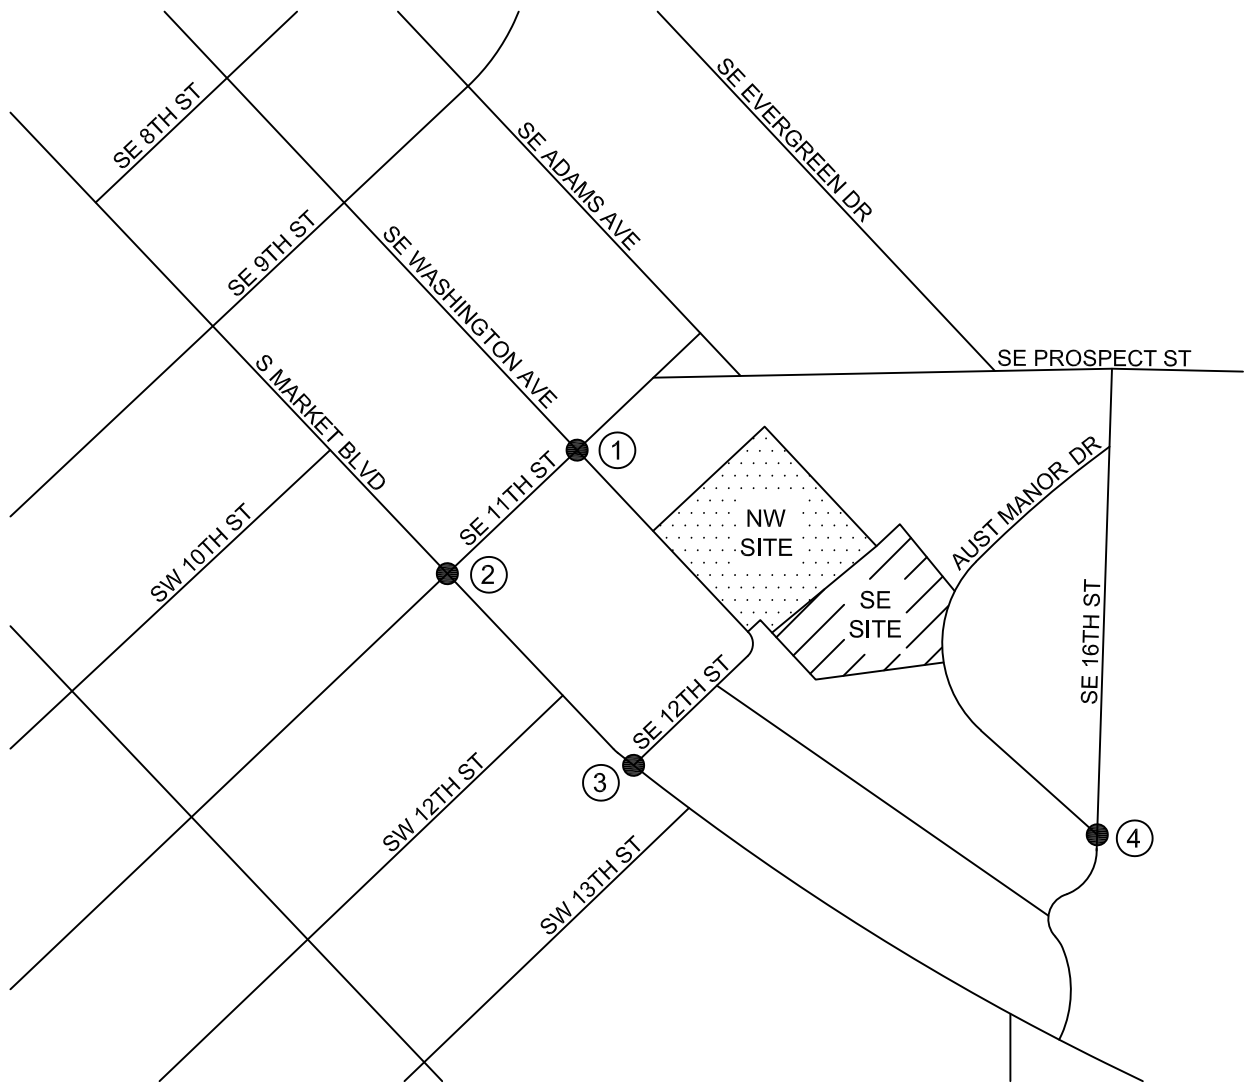 SE EVERGREEN DR
SE 8TH ST
SE ADAMS AVE
SE 9TH ST
SE WASHINGTON AVE
SE PROSPECT ST
S MARKET BLVD
1
SE 11TH ST
AUST MANOR DR
NW
SITE
SW 10TH ST
2
SE
SITE
SE 16TH ST
SE 12TH ST
3
SW 12TH ST
4
SW 13TH ST